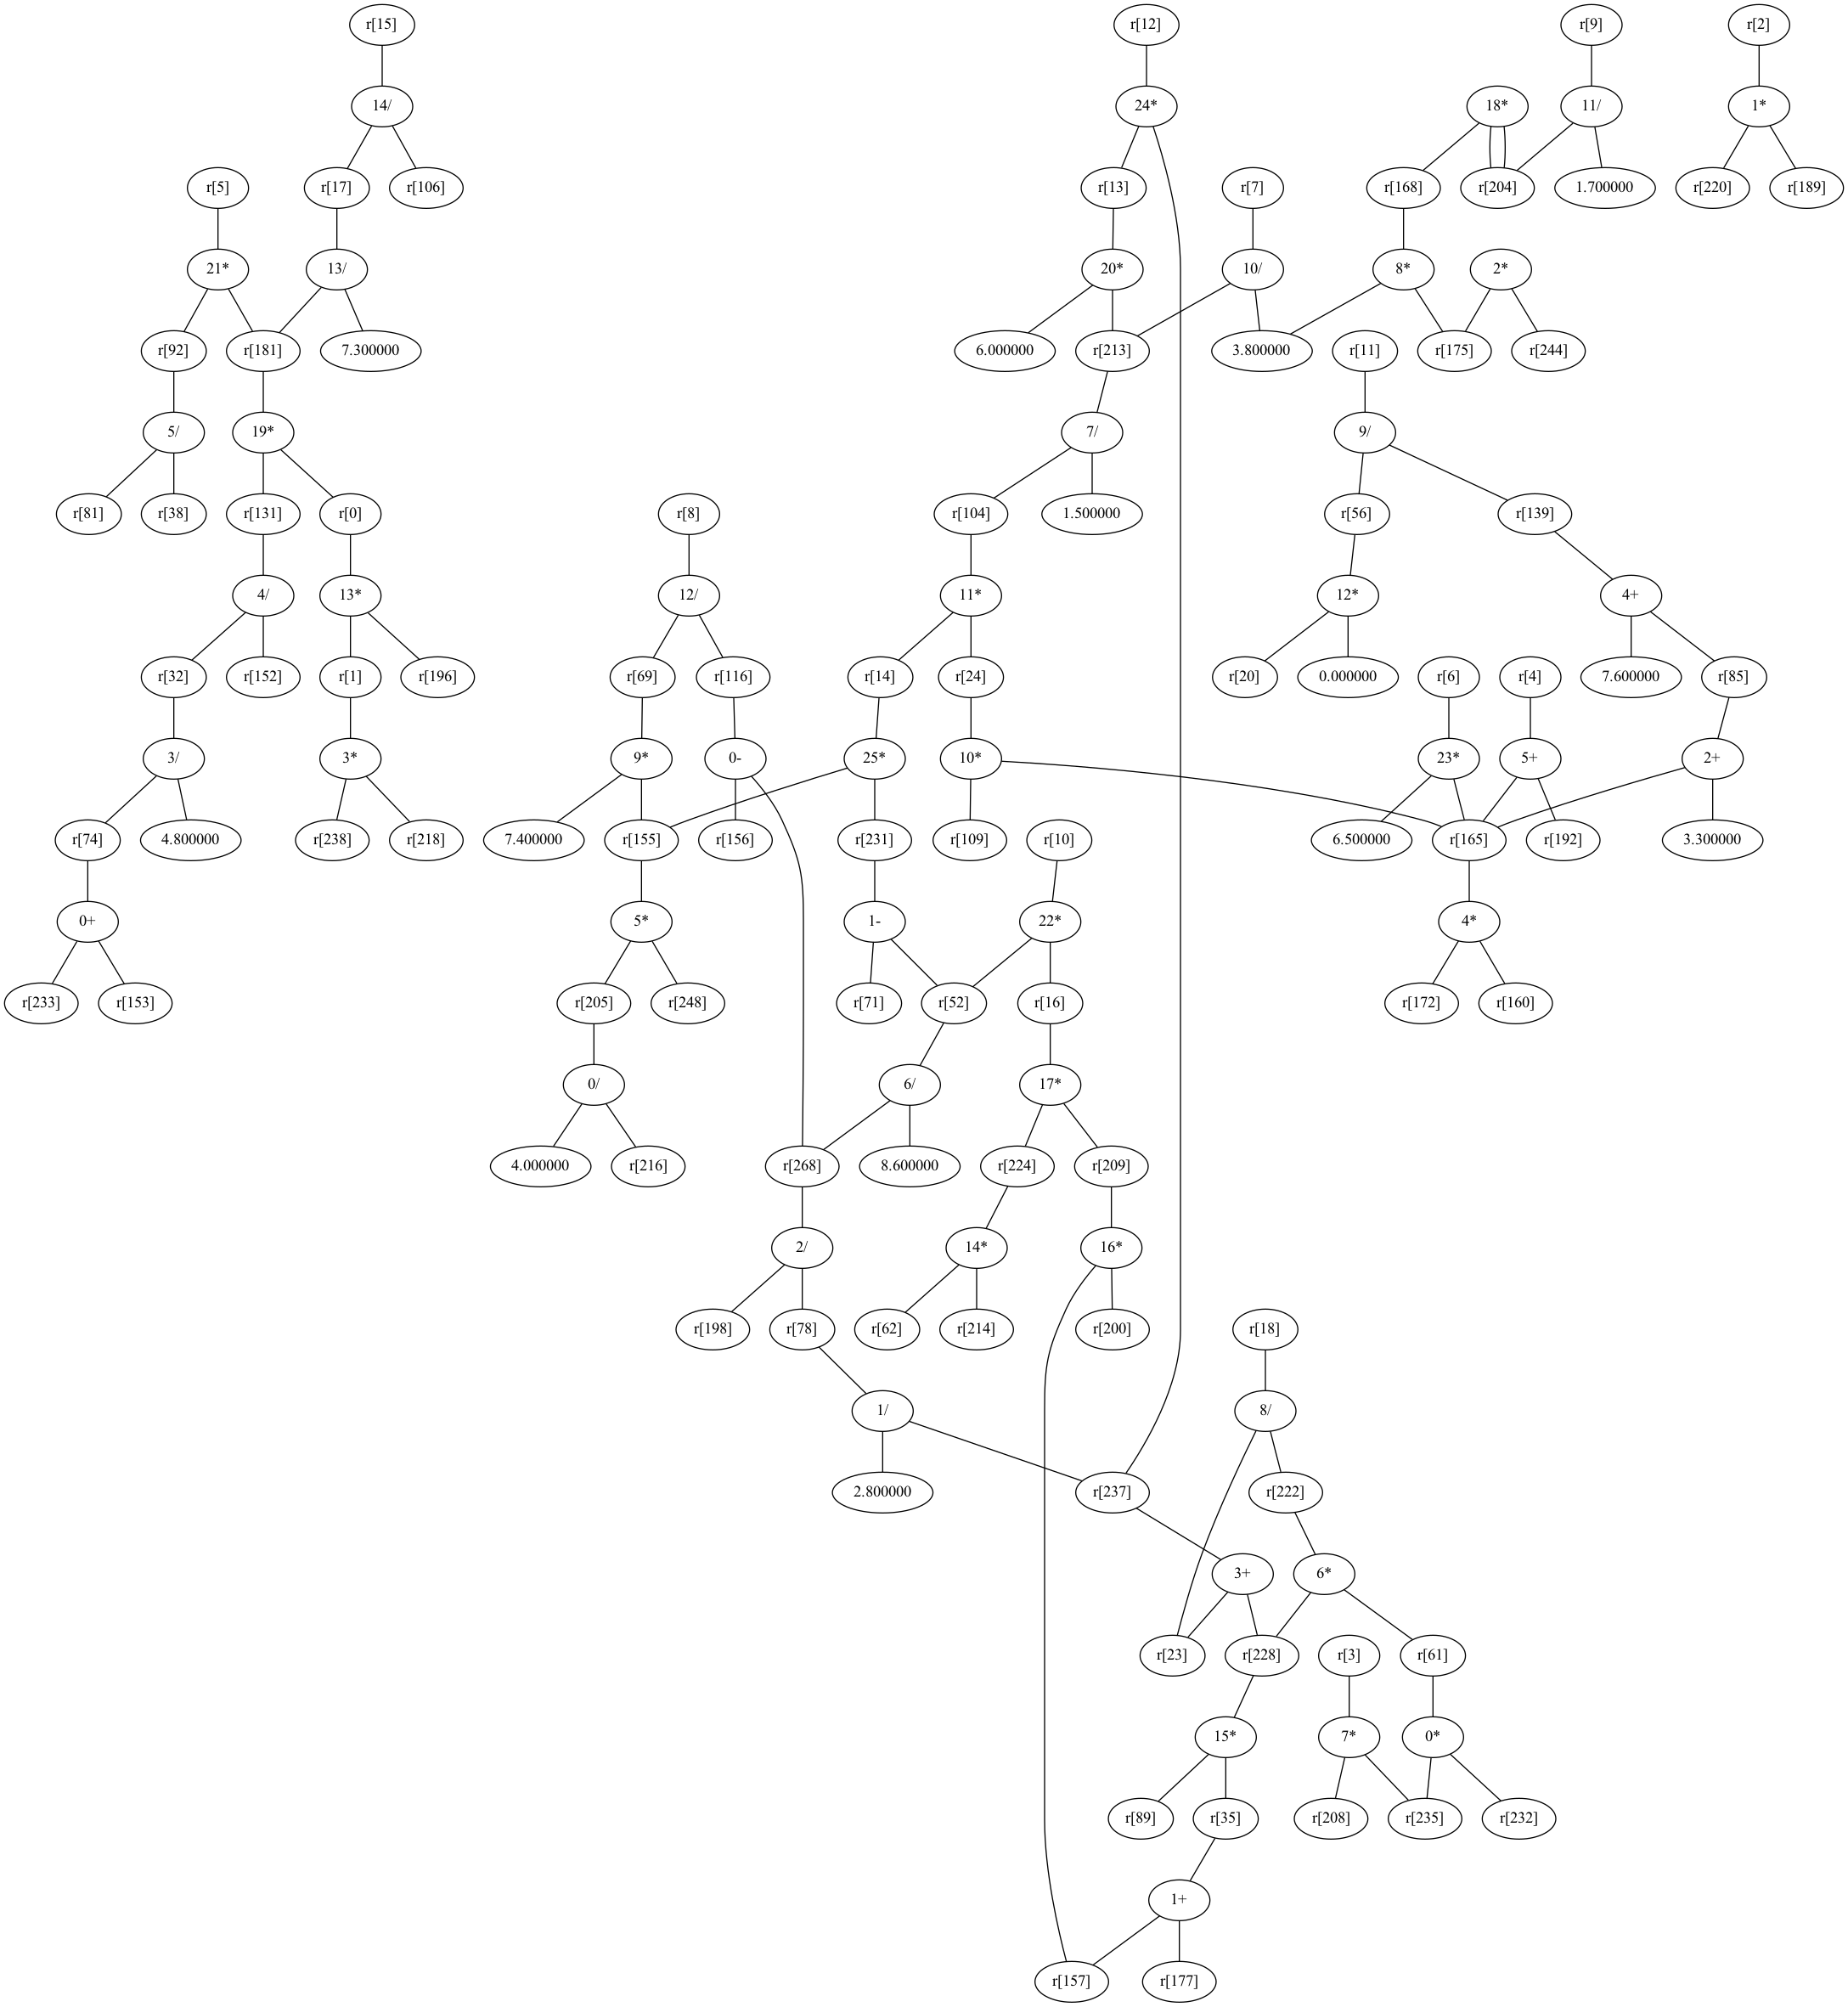 r[15]
r[12]
r[9]
r[2]
14/
24*
18*
11/
1*
r[5]
r[17]
r[106]
r[13]
r[7]
r[168]
r[204]
1.700000
r[220]
r[189]
21*
13/
20*
10/
8*
2*
r[92]
r[181]
7.300000
6.000000
r[213]
3.800000
r[11]
r[175]
r[244]
5/
19*
7/
9/
r[81]
r[38]
r[131]
r[0]
r[8]
r[104]
1.500000
r[56]
r[139]
4/
13*
12/
11*
12*
4+
r[32]
r[152]
r[1]
r[196]
r[69]
r[116]
r[14]
r[24]
r[20]
0.000000
r[6]
r[4]
7.600000
r[85]
3/
3*
9*
0-
25*
10*
23*
5+
2+
r[74]
4.800000
r[238]
r[218]
7.400000
r[155]
r[156]
r[231]
r[109]
r[10]
6.500000
r[165]
r[192]
3.300000
0+
5*
1-
22*
4*
r[233]
r[153]
r[205]
r[248]
r[71]
r[52]
r[16]
r[172]
r[160]
0/
6/
17*
4.000000
r[216]
r[268]
8.600000
r[224]
r[209]
2/
14*
16*
r[198]
r[78]
r[62]
r[214]
r[200]
r[18]
1/
8/
2.800000
r[237]
r[222]
3+
6*
r[23]
r[228]
r[3]
r[61]
15*
7*
0*
r[89]
r[35]
r[208]
r[235]
r[232]
1+
r[157]
r[177]